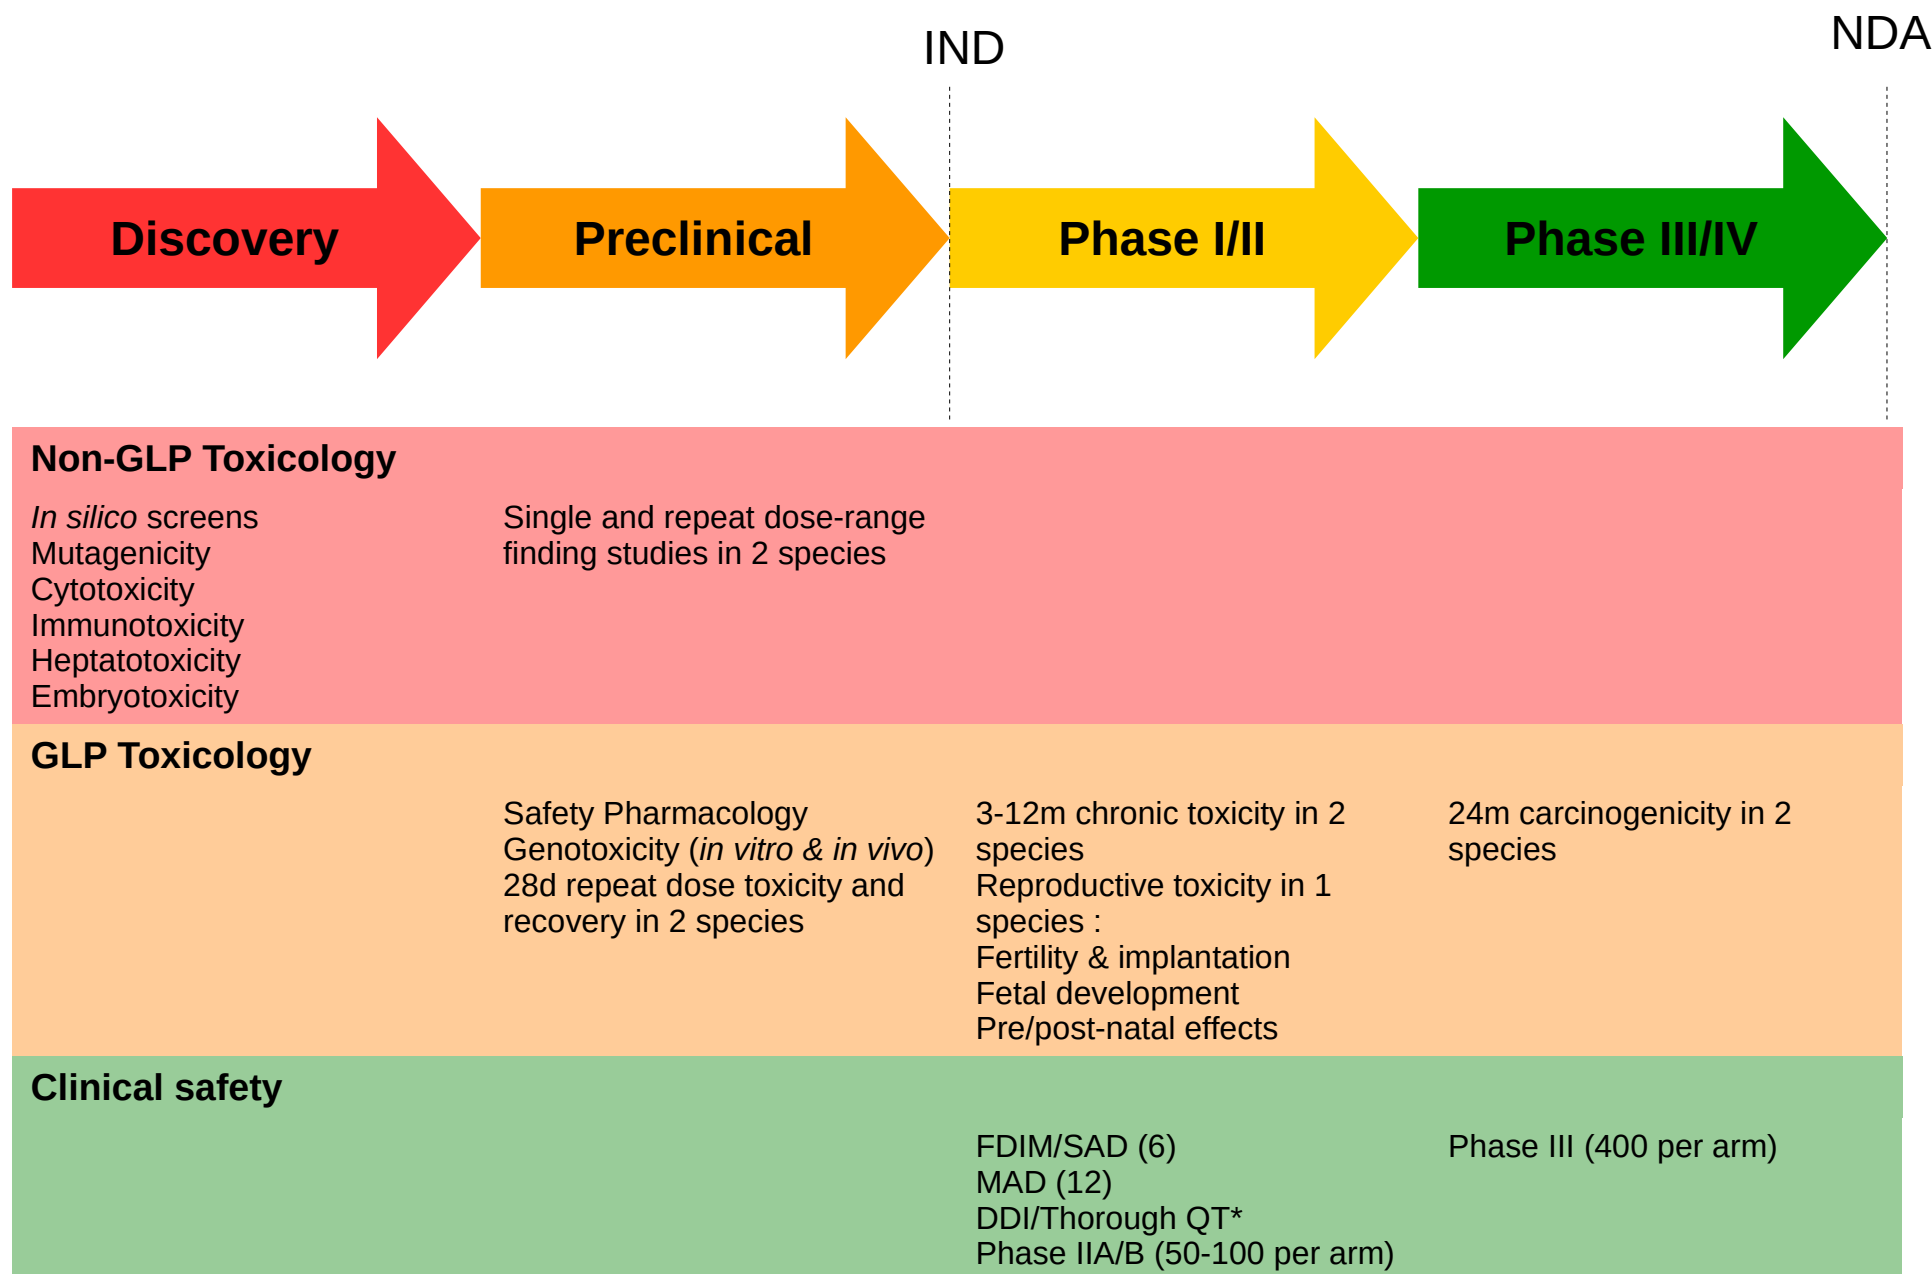 IND
NDA
Discovery
Preclinical
Phase I/II
Phase III/IV
Non-GLP Toxicology
In silico screens
Mutagenicity
Cytotoxicity
Immunotoxicity
Heptatotoxicity
Embryotoxicity
Single and repeat dose-range
finding studies in 2 species
GLP Toxicology
Safety Pharmacology
Genotoxicity (in vitro & in vivo)
28d repeat dose toxicity and
recovery in 2 species
3-12m chronic toxicity in 2
species
Reproductive toxicity in 1
species :
Fertility & implantation
Fetal development
Pre/post-natal effects
24m carcinogenicity in 2
species
Clinical safety
FDIM/SAD (6)
MAD (12)
DDI/Thorough QT*
Phase IIA/B (50-100 per arm)
Phase III (400 per arm)